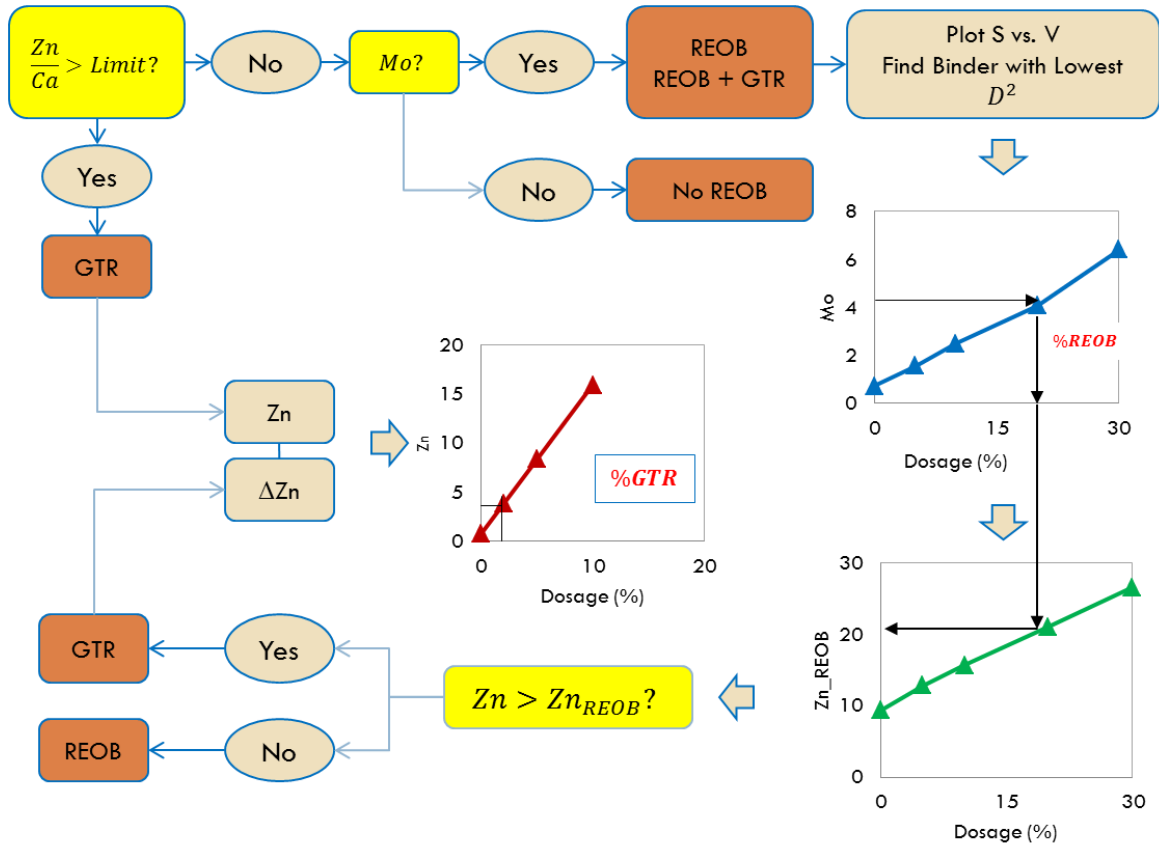 Zn
Ca
> Limit?
No
Mo?
Yes
REOB
REOB + GTR
Plot S vs. V
Find Binder with Lowest
D²
Yes
No
No REOB
GTR
8
6
4
2
0
Mo
%REOB
0
15
30
Dosage (%)
Zn
ΔZn
20
15
10
5
0
Zn
%GTR
0
10
20
Dosage (%)
30
20
10
0
Zn_REOB
0
15
30
Dosage (%)
GTR
Yes
Zn > Zn_REOB?
REOB
No